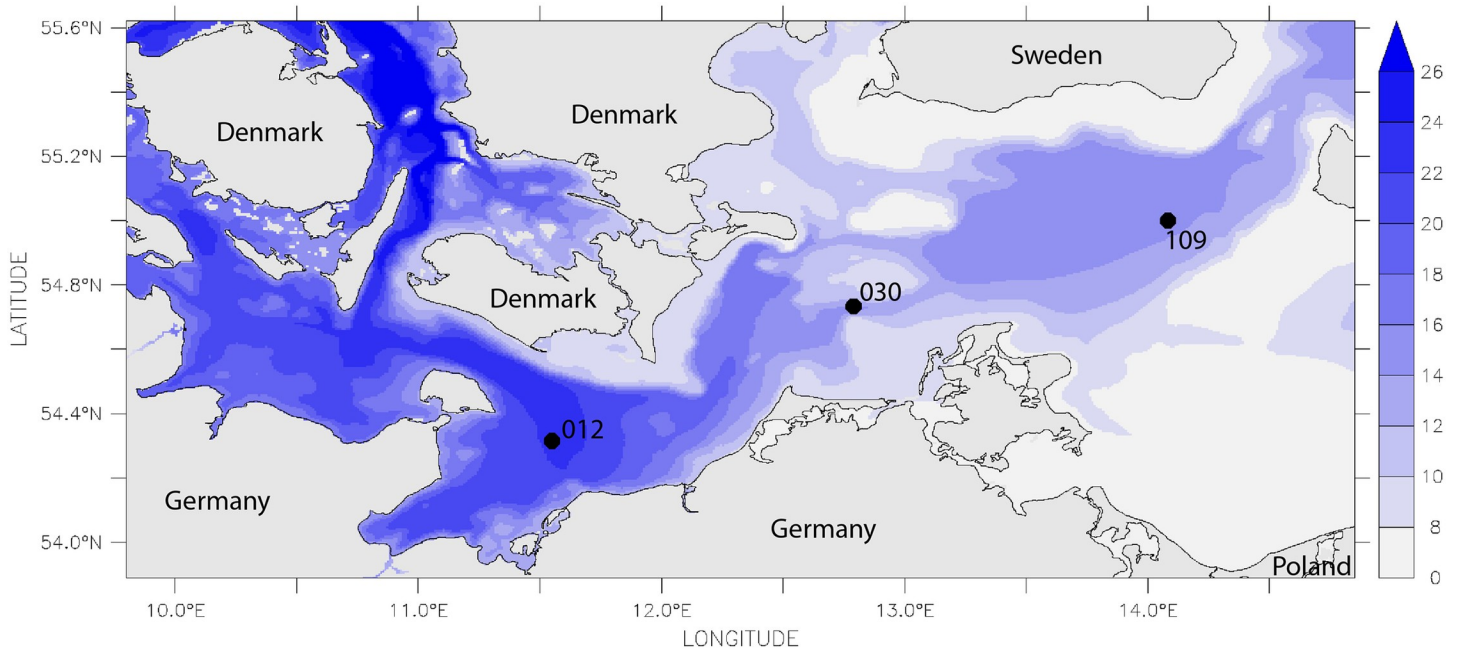 55.6°N
55.2°N
54.8°N
54.4°N
54.0°N
LATITUDE
10.0°E
11.0°E
12.0°E
13.0°E
14.0°E
LONGITUDE
Sweden
Denmark
Denmark
Denmark
109
030
012
Germany
Germany
Poland
26
24
22
20
18
16
14
12
10
8
0